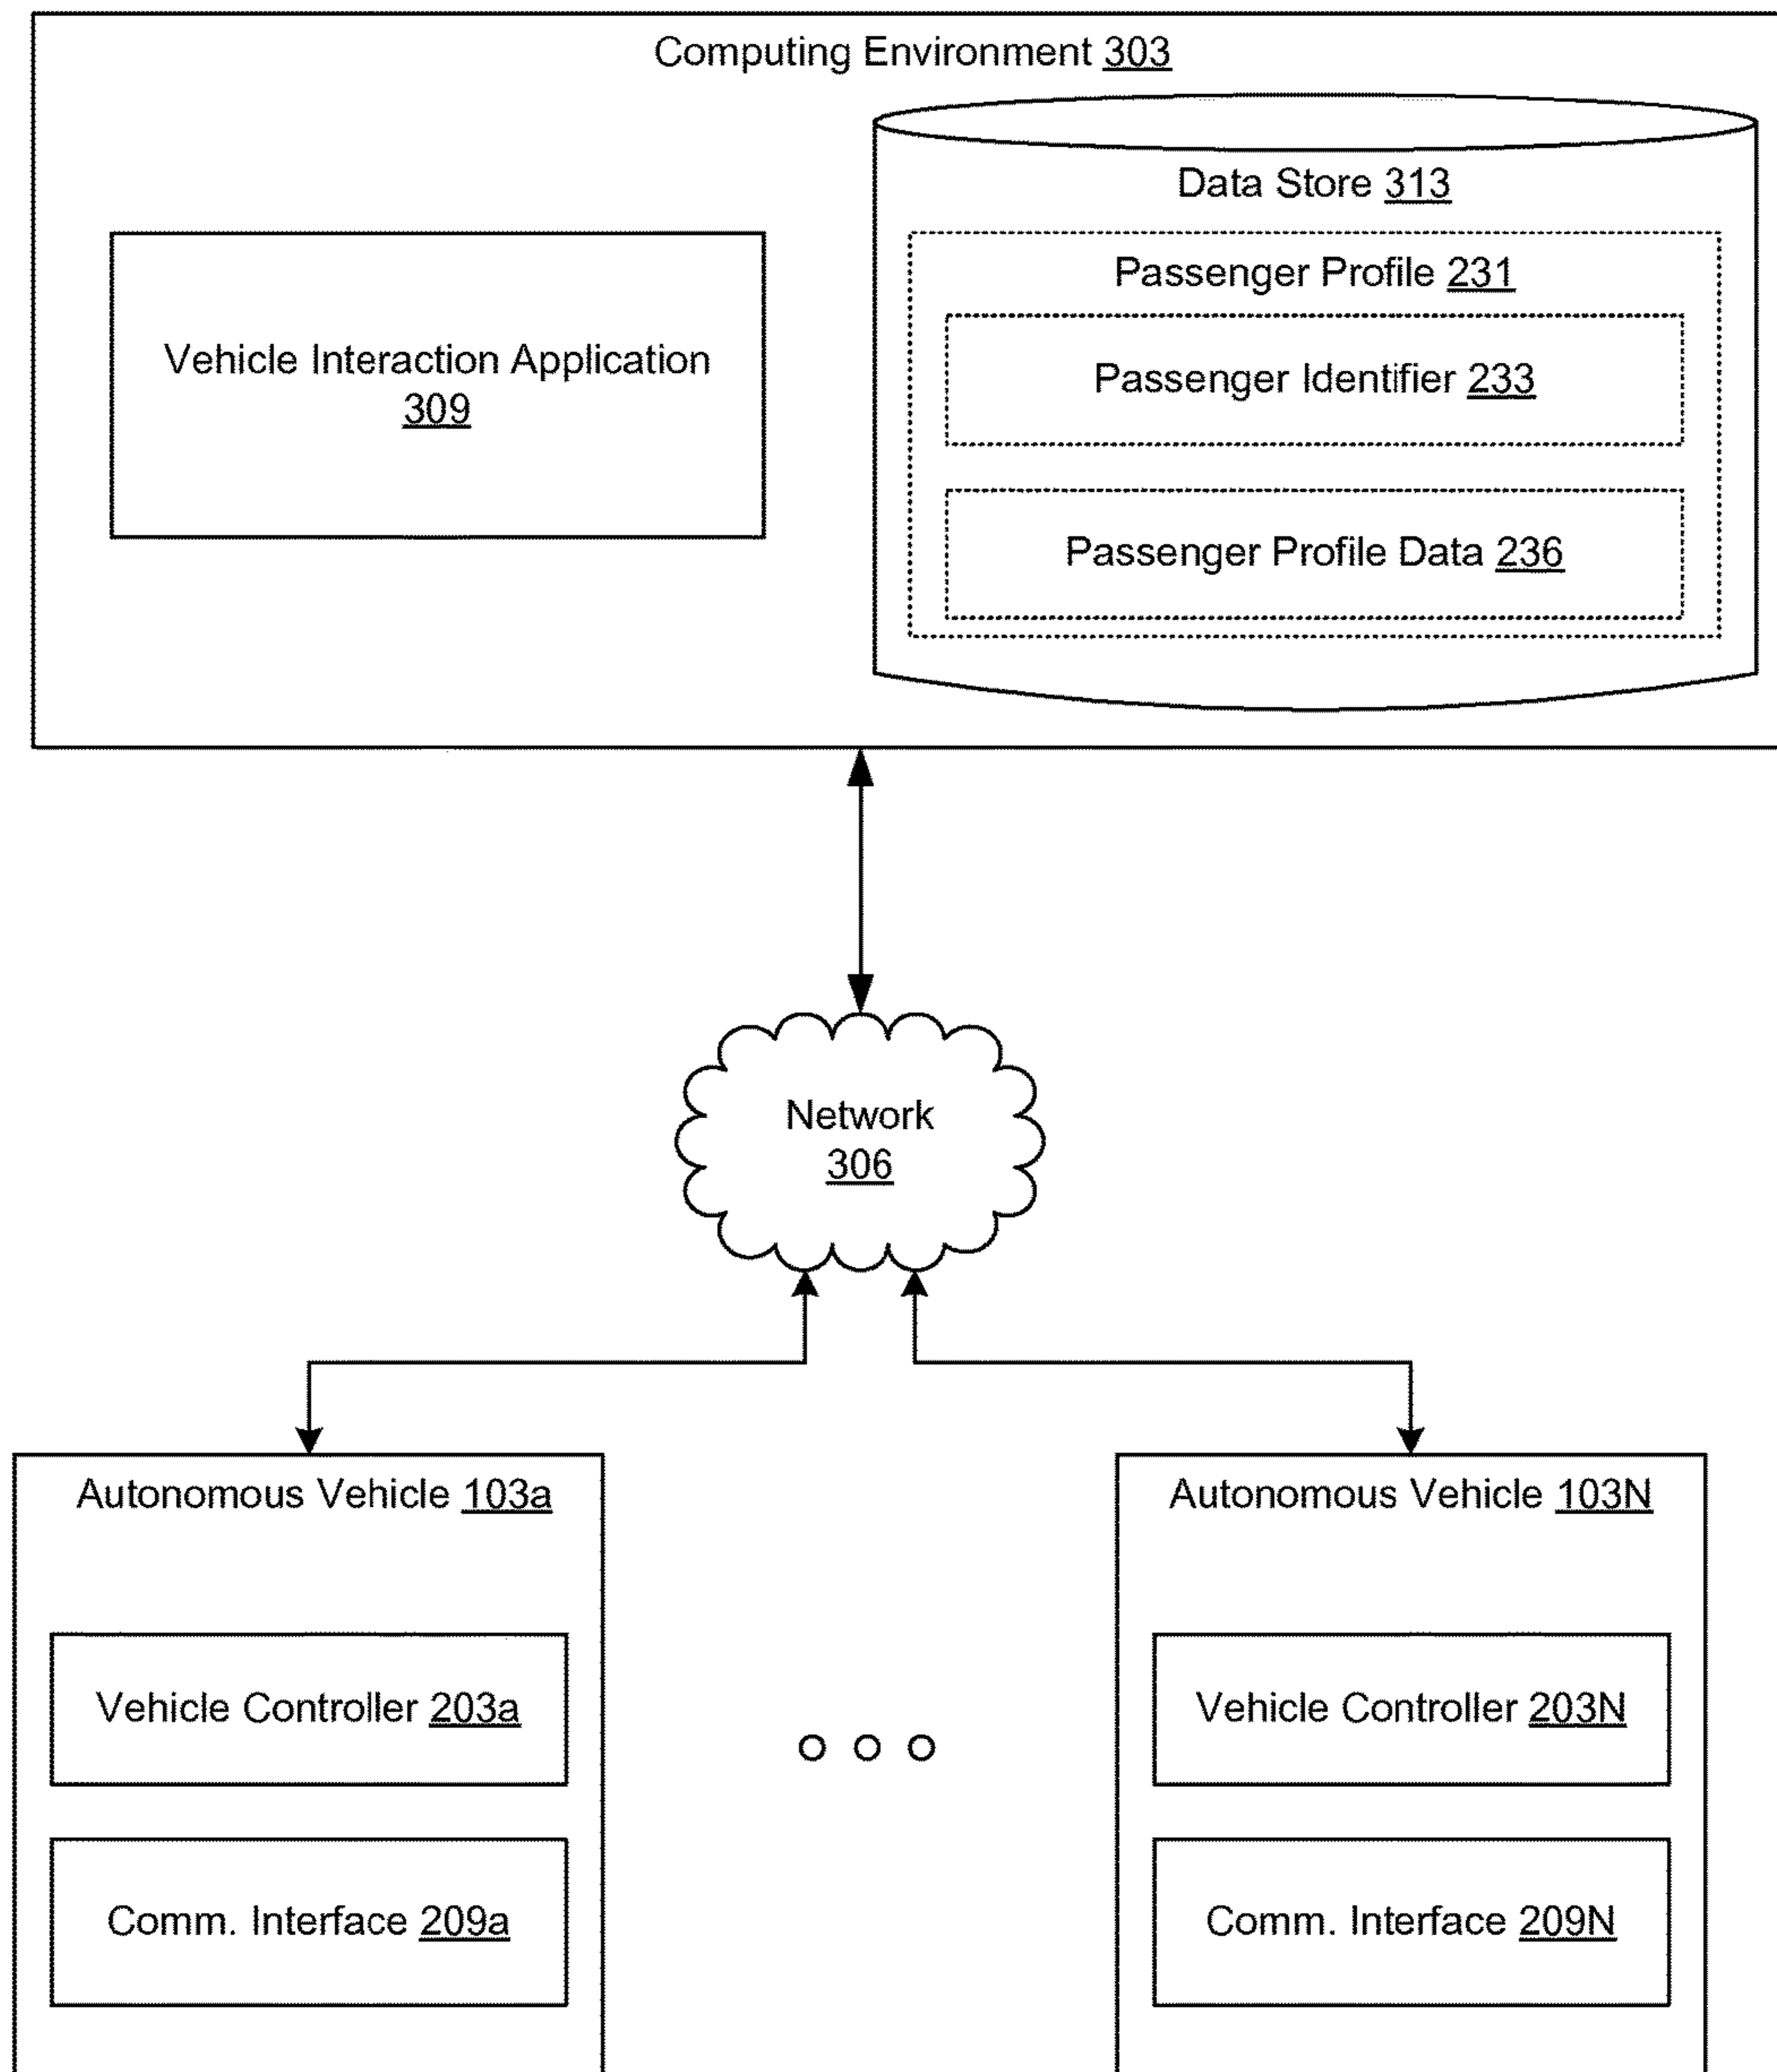 Computing Environment 303
Data Store 313
Passenger Profile 231
Vehicle Interaction Application
309
Passenger Identifier 233
Passenger Profile Data 236
Network
306
Autonomous Vehicle 103a
Vehicle Controller 203a
Comm. Interface 209a
Autonomous Vehicle 103N
Vehicle Controller 203N
Comm. Interface 209N